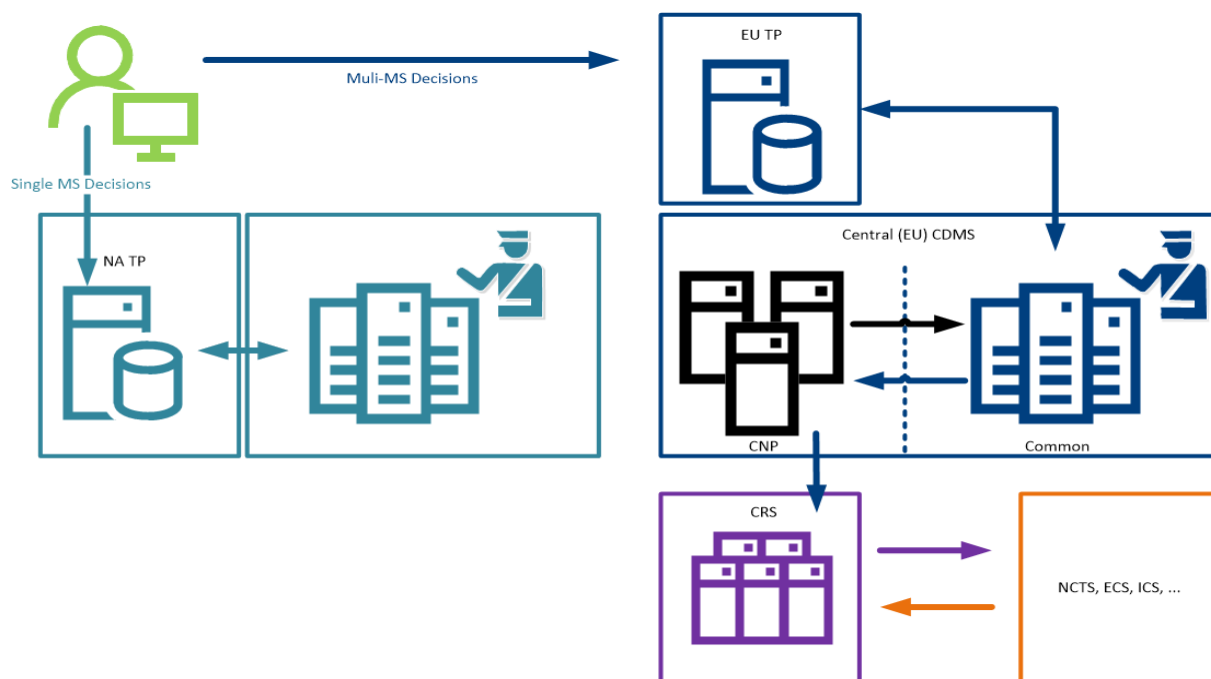 EU TP
Muli-MS Decisions
Single MS Decisions
Central (EU) CDMS
NA TP
CNP
Common
CRS
NCTS, ECS, ICS, ...